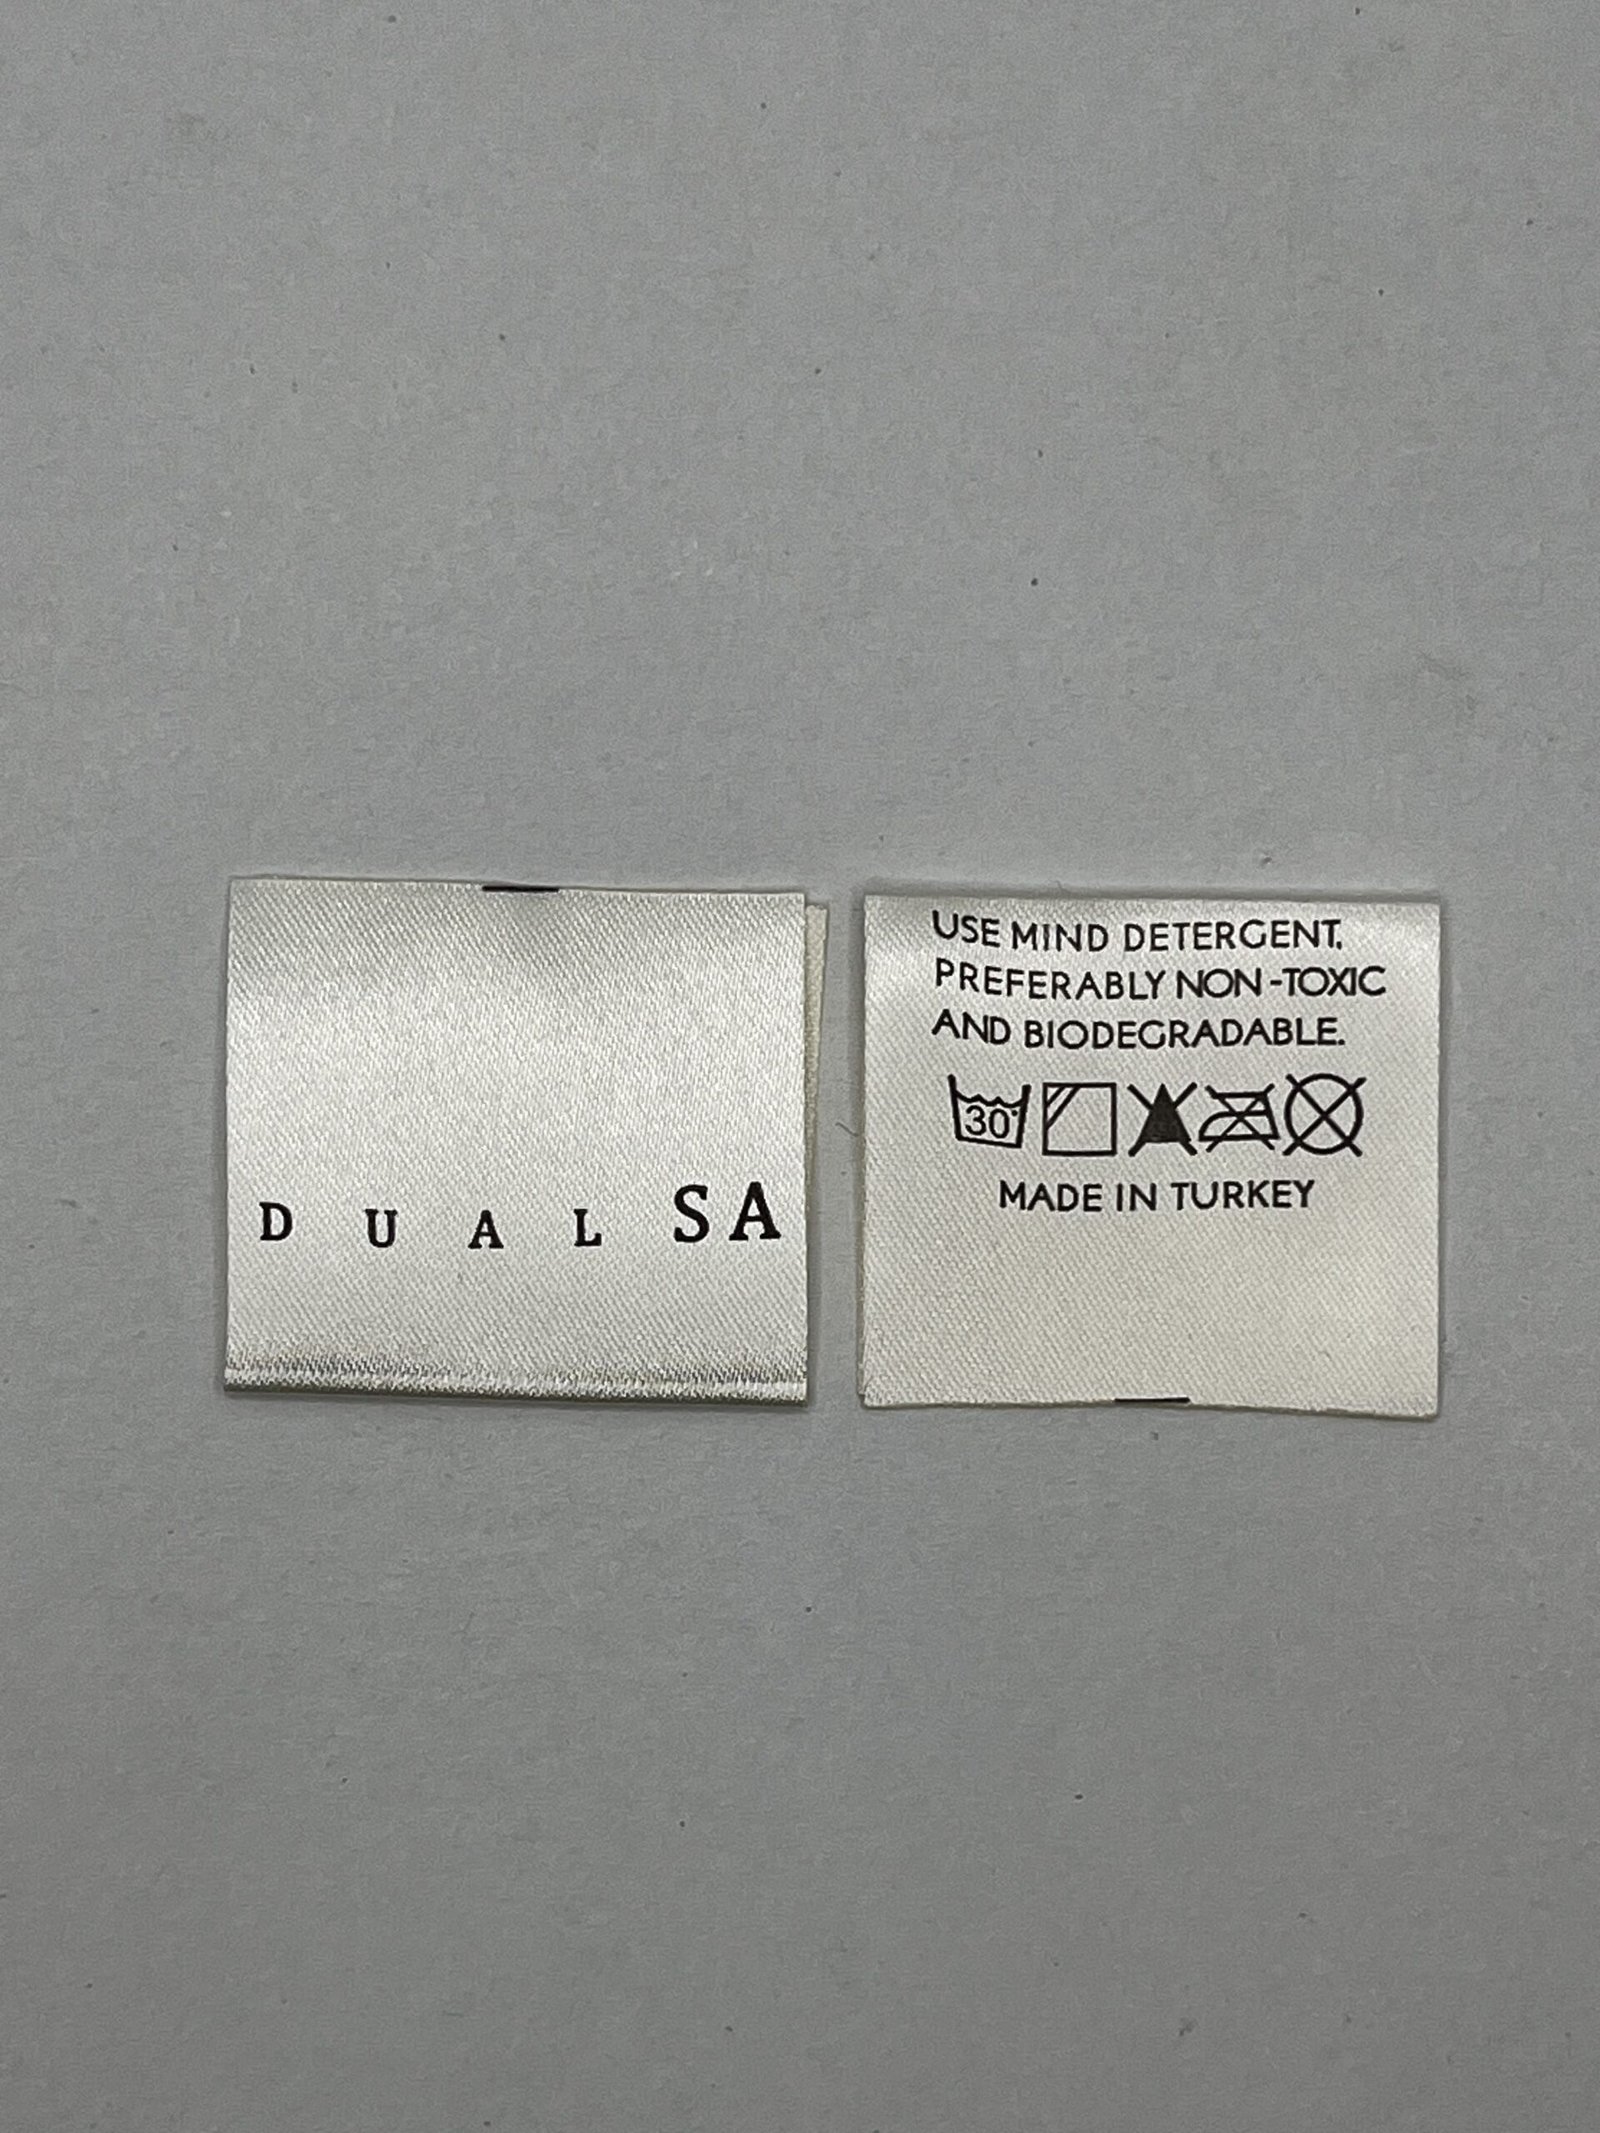 D U A L SA
USE MIND DETERGENT,
PREFERABLY NON-TOXIC
AND BIODEGRADABLE.
30°
MADE IN TURKEY